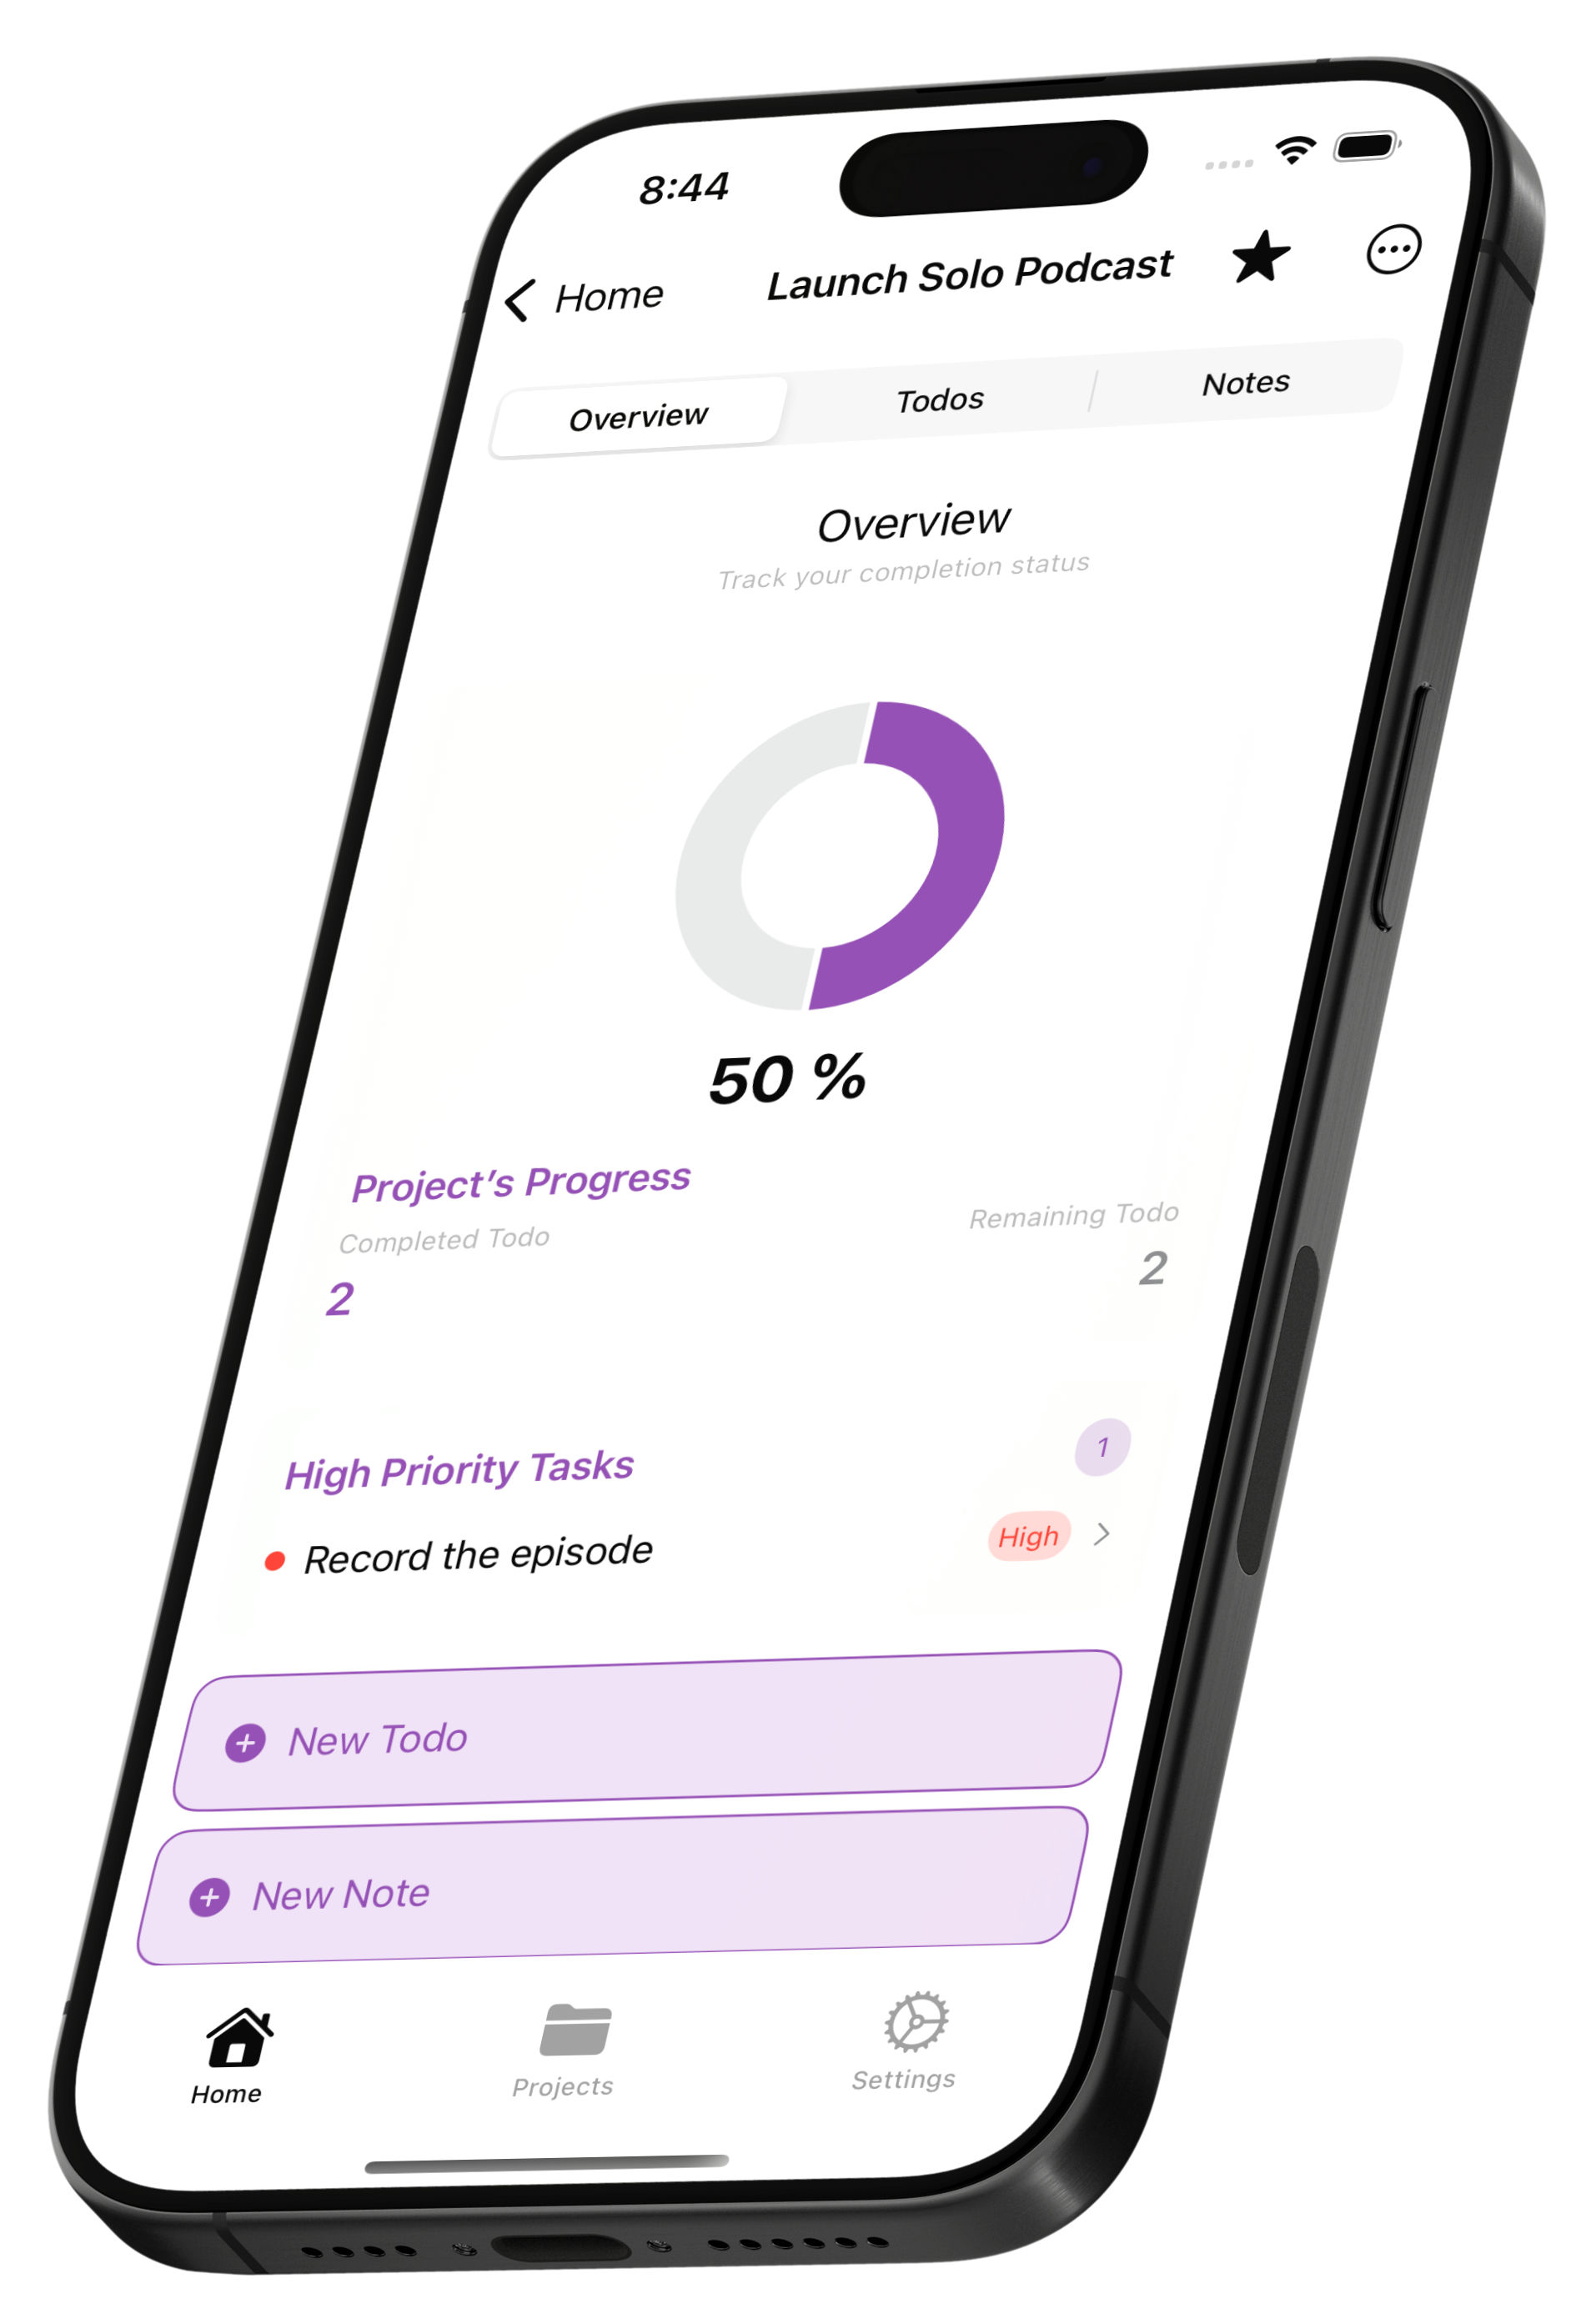 8:44
Home
Launch Solo Podcast
Overview
Todos
Notes
Overview
Track your completion status
50 %
Project's Progress
Completed Todo
Remaining Todo
2
2
High Priority Tasks
1
Record the episode
High
New Todo
New Note
Home
Projects
Settings